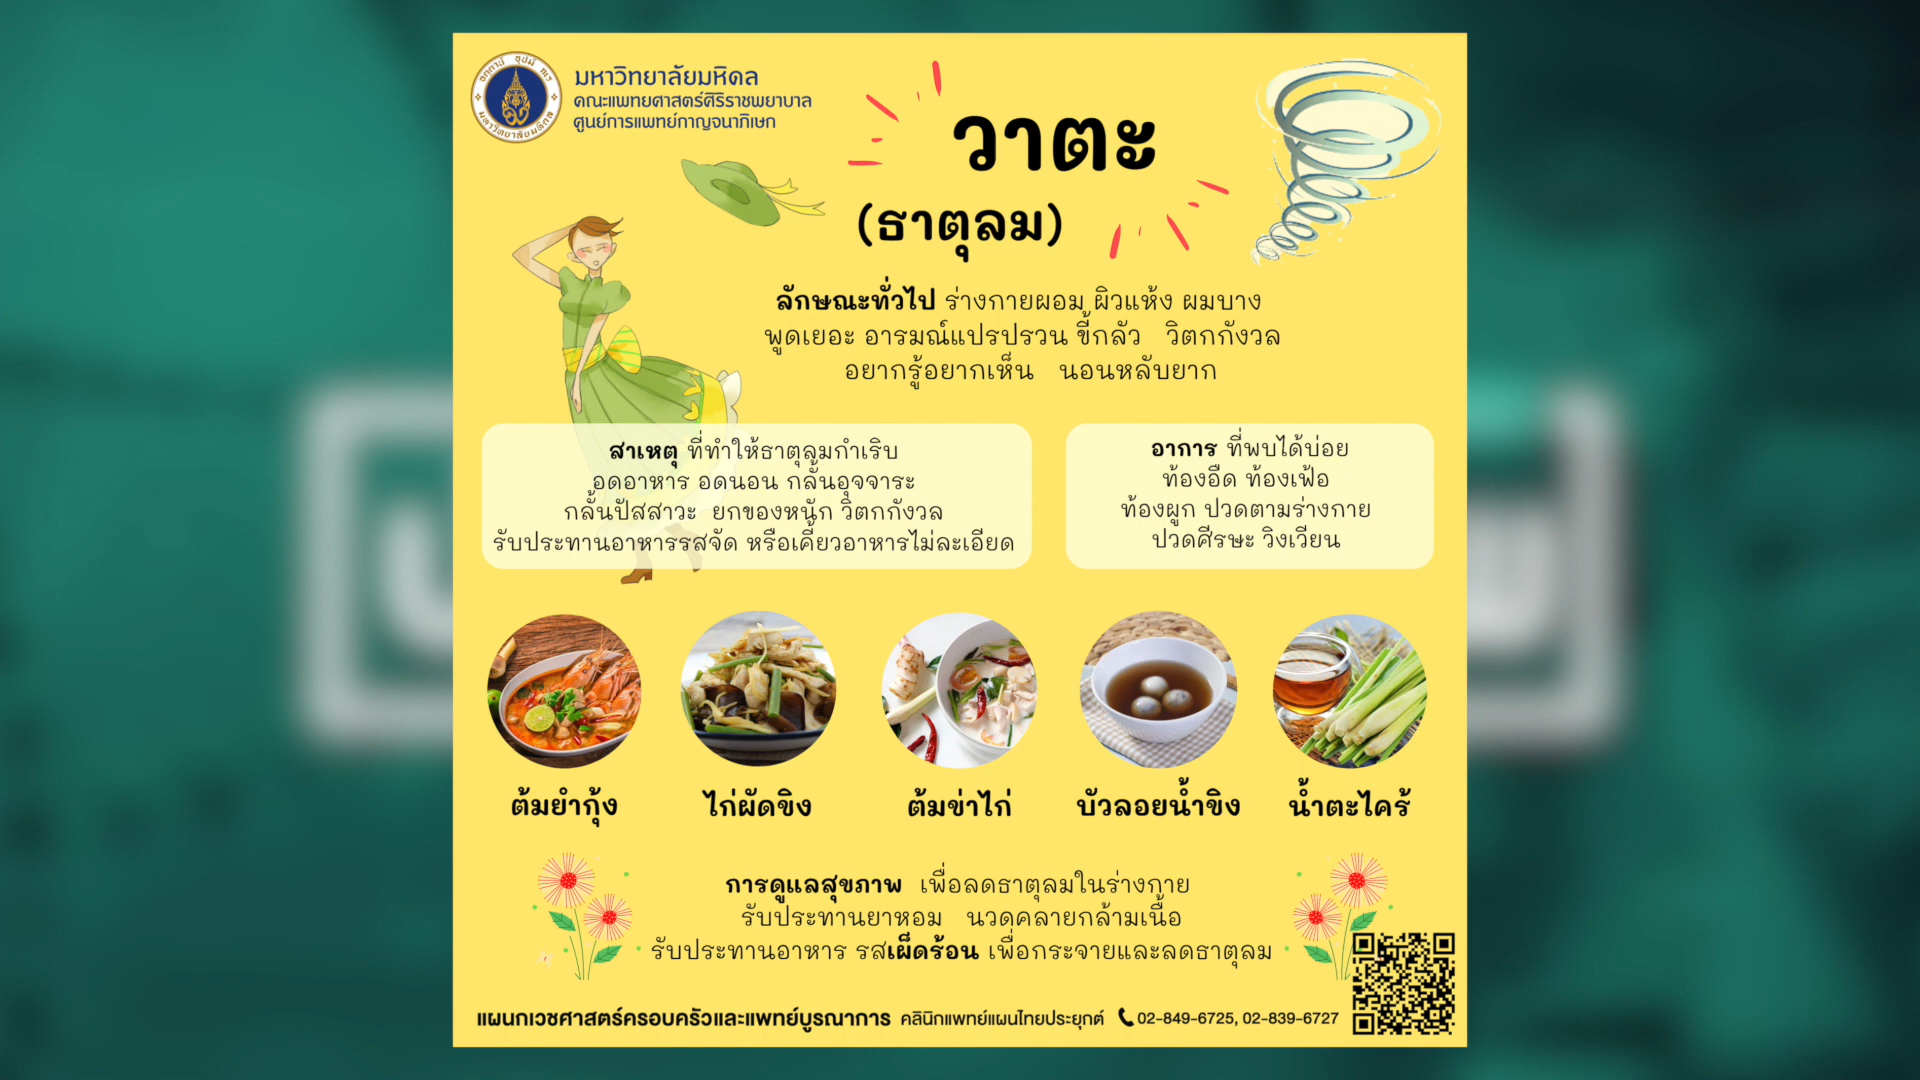 มหาวิทยาลัยมหิดล
คณะแพทยศาสตร์ศิริราชพยาบาล
ศูนย์การแพทย์กาญจนาภิเษก
วาตะ
(ธาตุลม)
ลักษณะทั่วไป ร่างกายผอม ผิวแห้ง ผมบาง
พูดเยอะ อารมณ์แปรปรวน ขี้กลัว วิตกกังวล
อยากรู้อยากเห็น นอนหลับยาก
สาเหตุ ที่ทำให้ธาตุลมกำเริบ
อดอาหาร อดนอน กลั้นอุจจาระ
กลั้นปัสสาวะ ยกของหนัก วิตกกังวล
รับประทานอาหารรสจัด หรือเคี้ยวอาหารไม่ละเอียด
อาการ ที่พบได้บ่อย
ท้องอืด ท้องเฟ้อ
ท้องผูก ปวดตามร่างกาย
ปวดศีรษะ วิงเวียน
ต้มยำกุ้ง
ไก่ผัดขิง
ต้มข่าไก่
บัวลอยน้ำขิง
น้ำตะไคร้
การดูแลสุขภาพ เพื่อลดธาตุลมในร่างกาย
รับประทานยาหอม นวดคลายกล้ามเนื้อ
รับประทานอาหาร รสเผ็ดร้อน เพื่อกระจายและลดธาตุลม
แผนกเวชศาสตร์ครอบครัวและแพทย์บูรณาการ คลินิกแพทย์แผนไทยประยุกต์ 02-849-6725, 02-839-6727